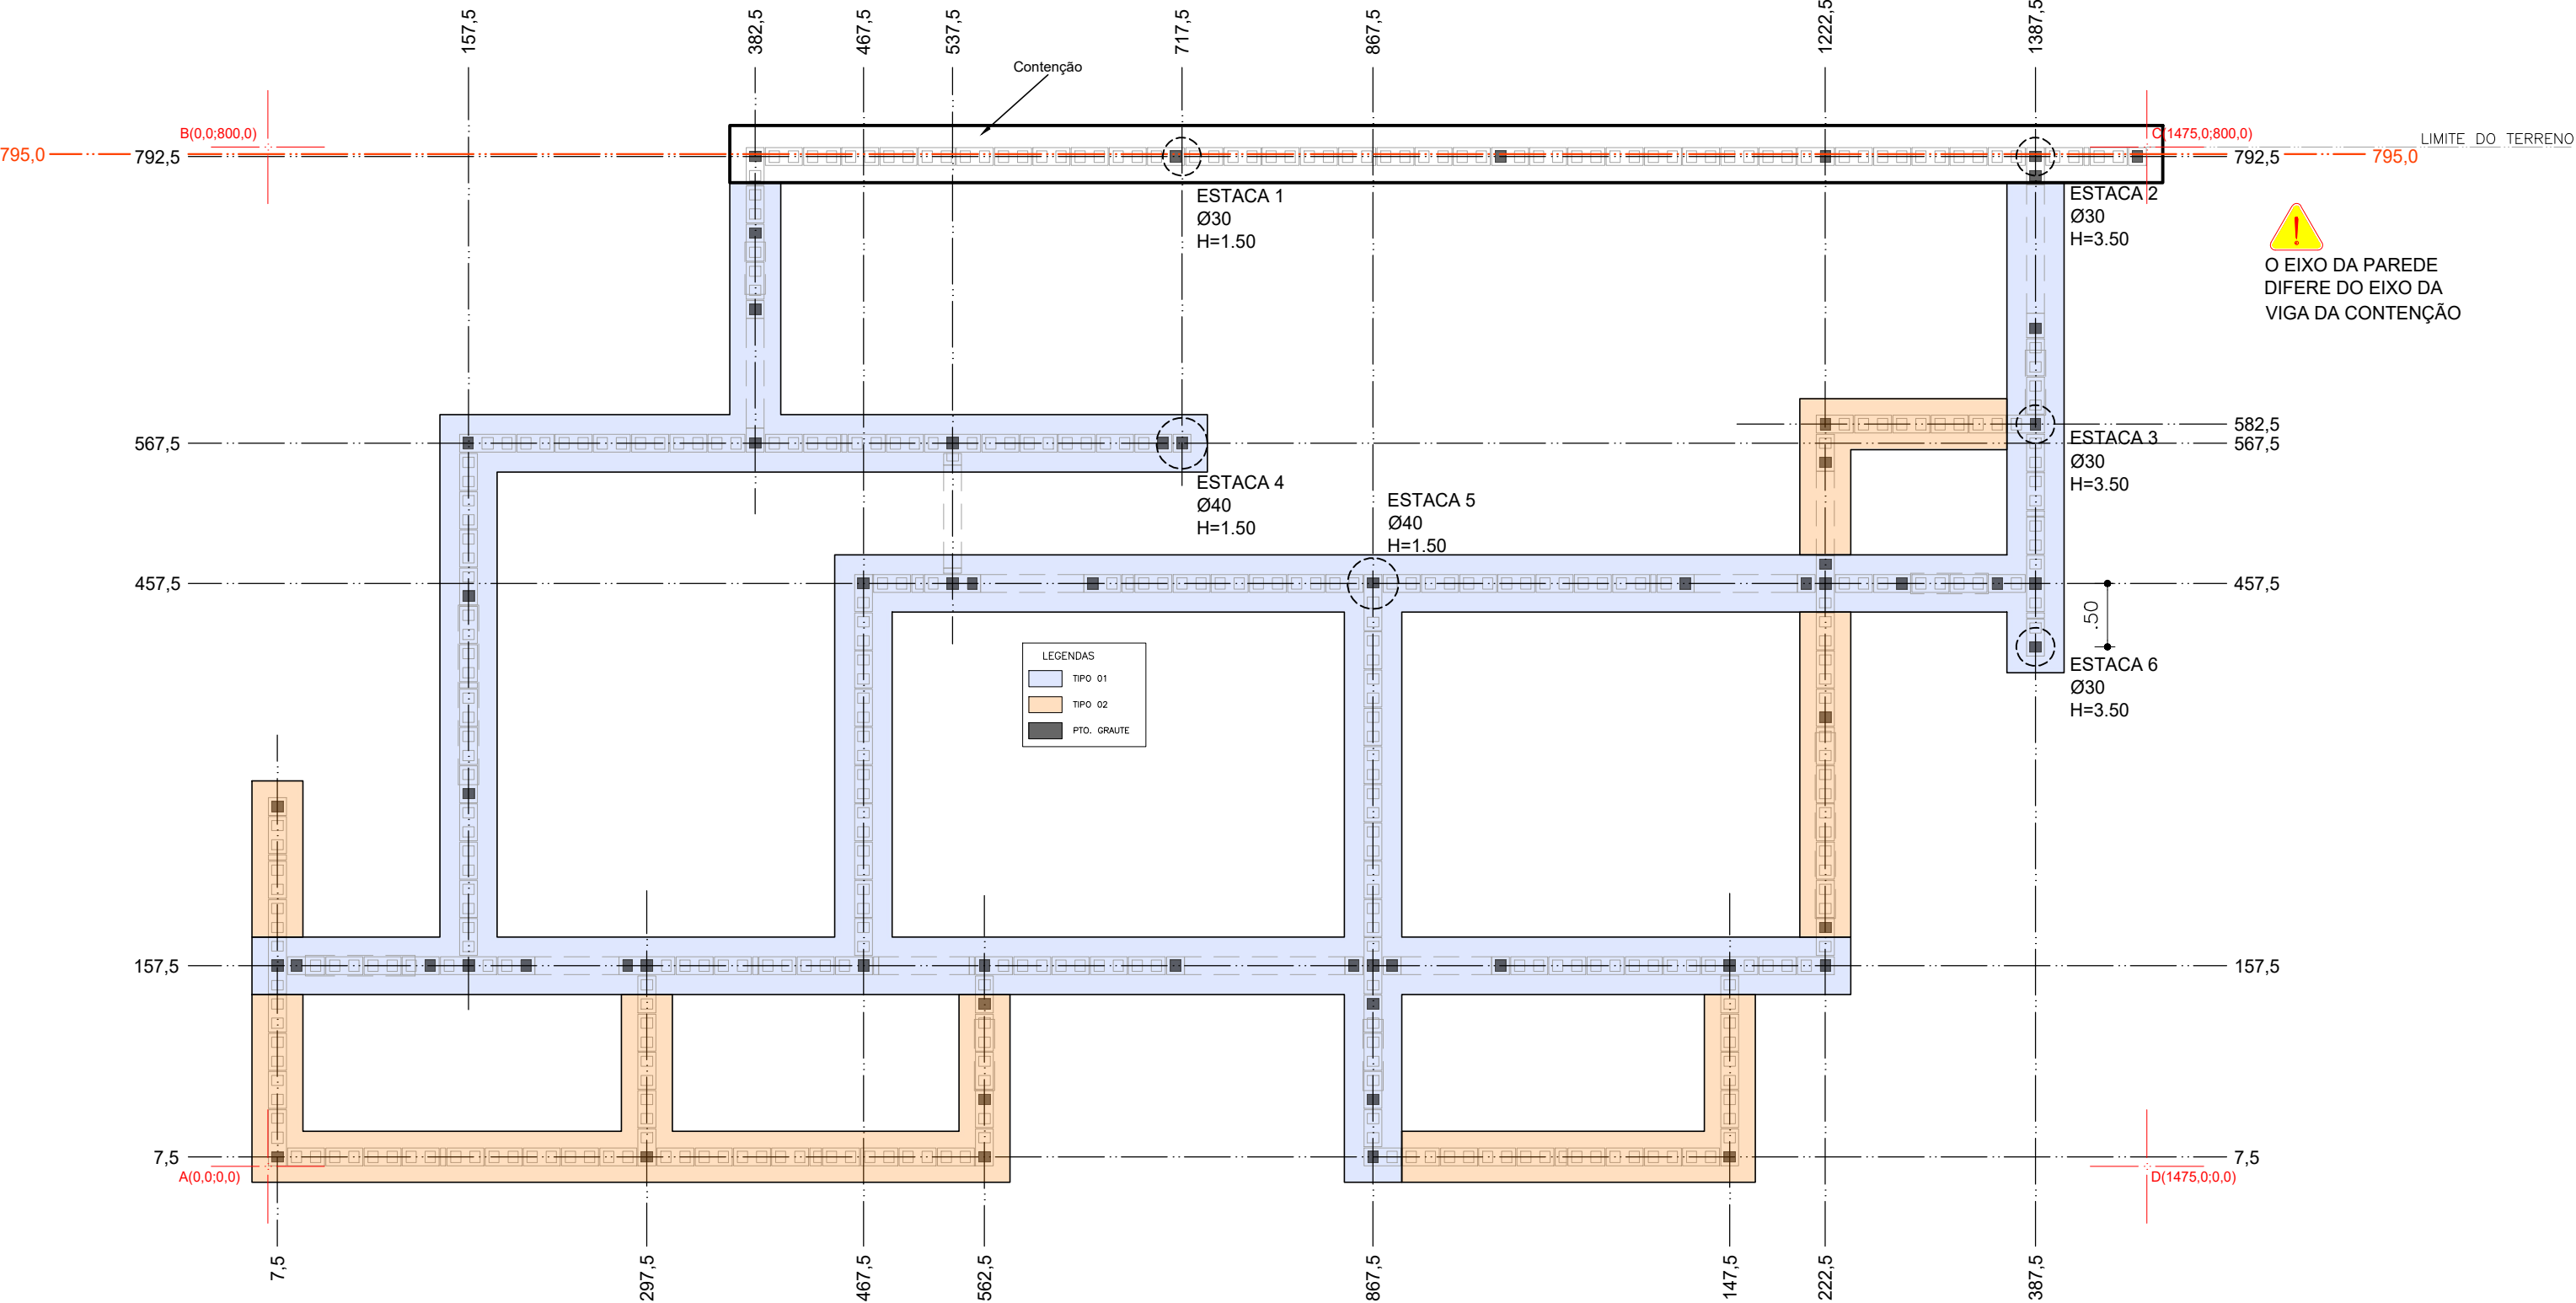 157,5
382,5
467,5
537,5
717,5
867,5
1222,5
1387,5
Contenção
B(0,0;800,0)
C(1475,0;800,0)
LIMITE DO TERRENO
795,0
792,5
792,5
795,0
ESTACA 1
Ø30
H=1.50
ESTACA 2
Ø30
H=3.50
!
O EIXO DA PAREDE
DIFERE DO EIXO DA
VIGA DA CONTENÇÃO
582,5
567,5
567,5
ESTACA 3
Ø30
H=3.50
ESTACA 4
Ø40
H=1.50
ESTACA 5
Ø40
H=1.50
457,5
457,5
.50
ESTACA 6
Ø30
H=3.50
LEGENDAS
TIPO 01
TIPO 02
PTO. GRAUTE
157,5
157,5
7,5
7,5
A(0,0;0,0)
D(1475,0;0,0)
7,5
297,5
467,5
562,5
867,5
147,5
222,5
387,5